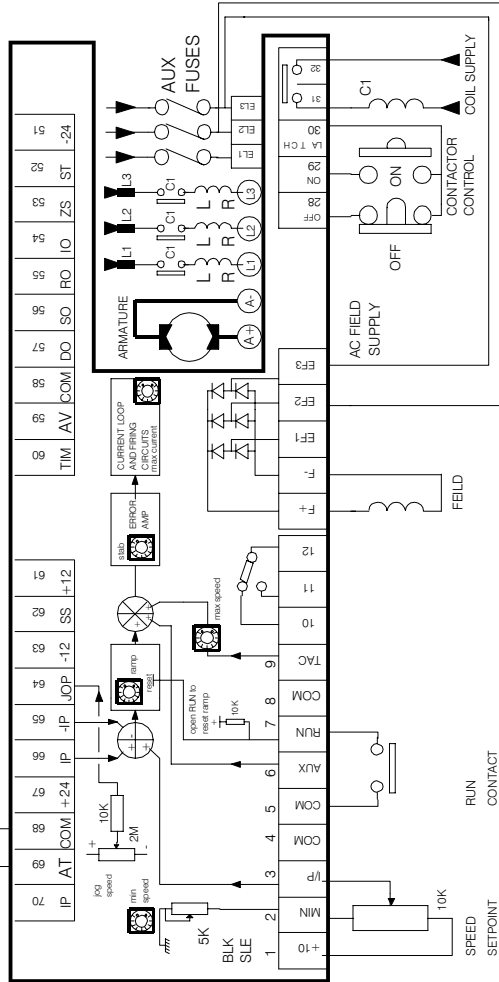 70 69 68 67 66 65 64 63 62 61
IP AT COM +24 IP -IP JOP -12 SS +12
60 59 58 57 56 55 54 53 52 51
TIM AV COM DO SO RO IO ZS ST -24
jog
speed
+
-
10K
2M
min
speed
5K
+ -
+
ramp
reset
open RUN to
reset ramp
+
10K
max speed
stab
ERROR
AMP
CURRENT LOOP
AND FIRING
CIRCUITS
max current
ARMATURE
A+ A-
L1 L2 L3
C1 C1 C1
L L L
R R R
L1 L2 L3
AUX
FUSES
EL1 EL2 EL3
BLK
SLE
1 2 3 4 5 6 7 8 9 10 11 12
+10 MIN I/P COM COM AUX RUN COM TAC
F+ F- EF1 EF2 EF3
28 29 30 31 32
OFF ON LATCH
SPEED
SETPOINT
10K
RUN
CONTACT
FEILD
AC FIELD
SUPPLY
OFF
ON
CONTACTOR
CONTROL
C1
COIL SUPPLY